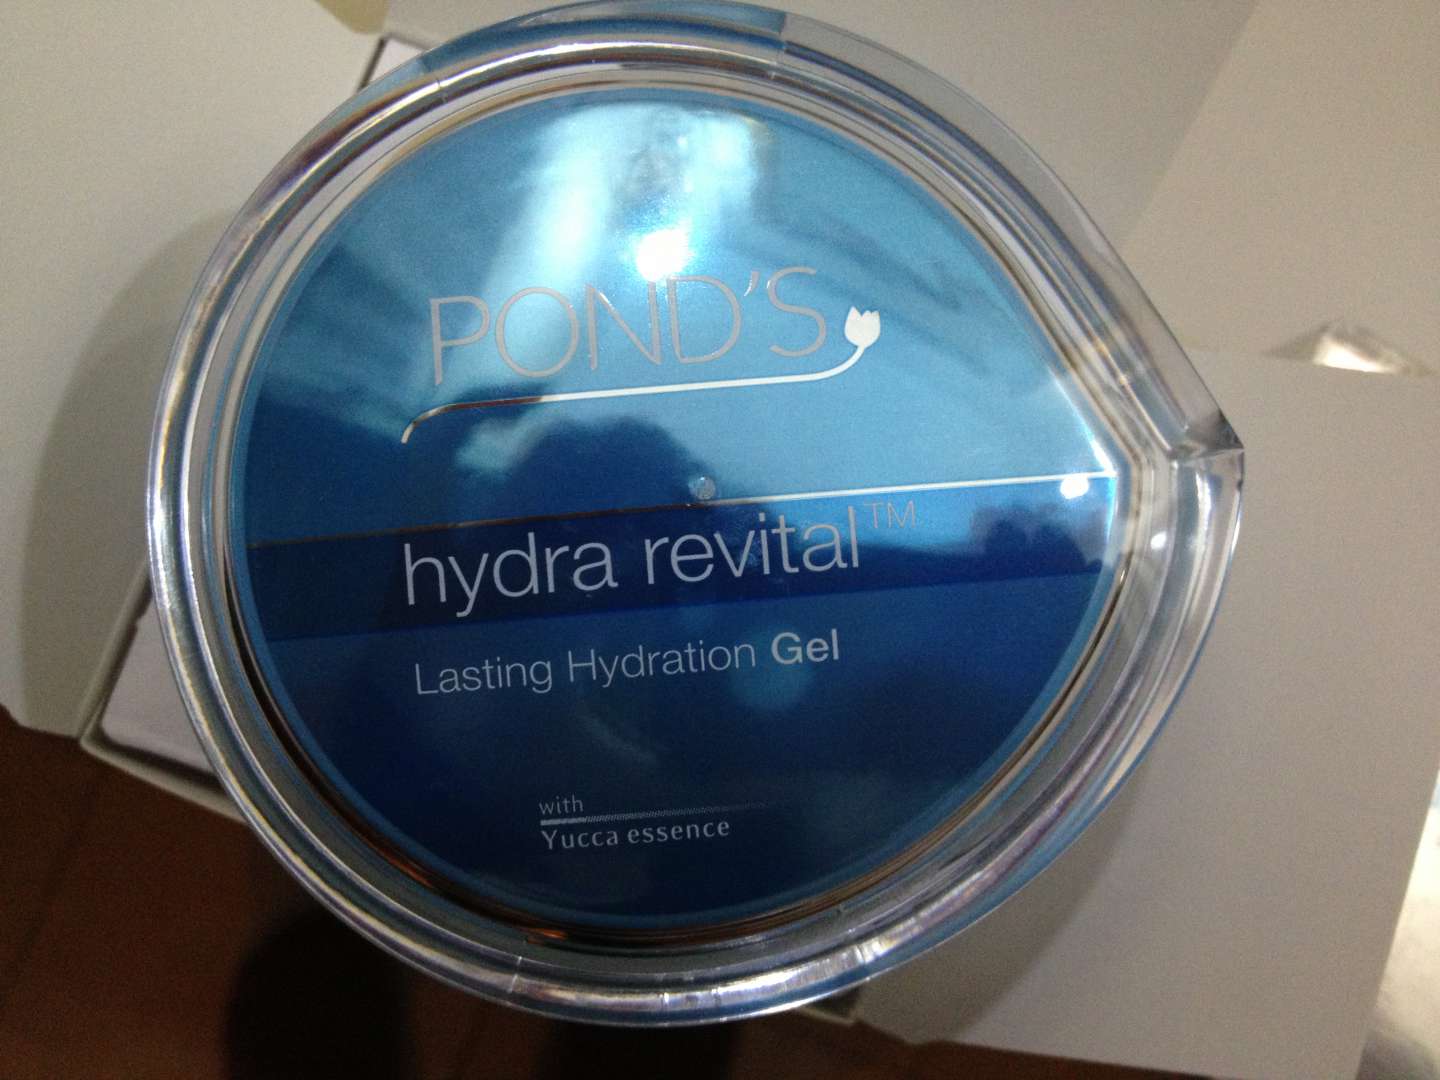 POND'S
hydra revital™
Lasting Hydration Gel
with
Yucca essence